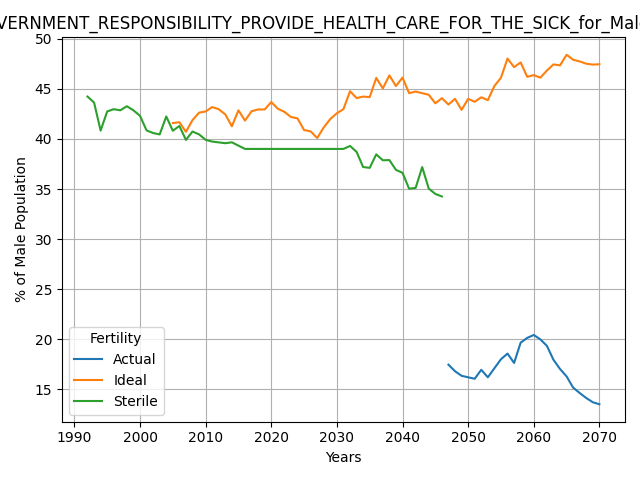 VERNMENT_RESPONSIBILITY_PROVIDE_HEALTH_CARE_FOR_THE_SICK_for_Mal
50
45
40
35
30
25
20
15
% of Male Population
Fertility
Actual
Ideal
Sterile
1990 2000 2010 2020 2030 2040 2050 2060 2070
Years